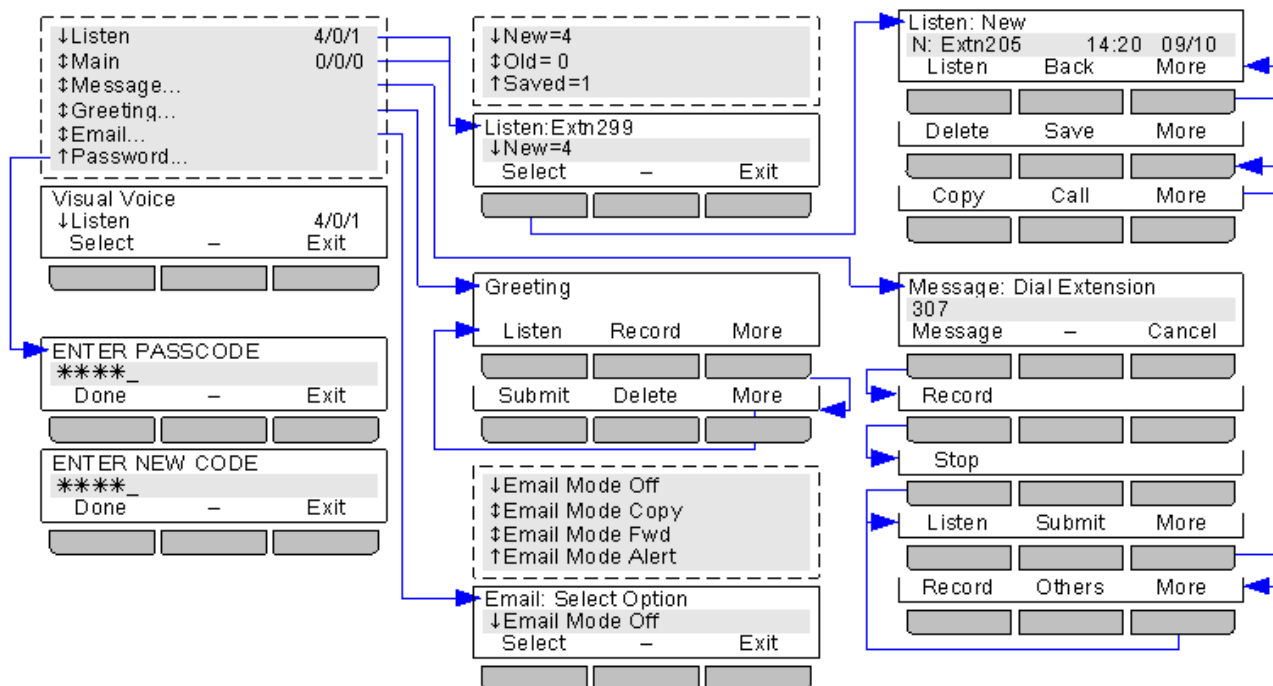 ↓Listen 4/0/1
↕Main 0/0/0
↕Message...
↕Greeting...
↕Email...
↑Password...
Visual Voice
↓Listen 4/0/1
Select – Exit
ENTER PASSCODE
****_
Done – Exit
ENTER NEW CODE
****_
Done – Exit
↓New=4
↕Old= 0
↑Saved=1
Listen:Extn299
↓New=4
Select – Exit
Greeting
Listen Record More
Submit Delete More
↓Email Mode Off
↕Email Mode Copy
↕Email Mode Fwd
↑Email Mode Alert
Email: Select Option
↓Email Mode Off
Select – Exit
Listen: New
N: Extn205 14:20 09/10
Listen Back More
Delete Save More
Copy Call More
Message: Dial Extension
307
Message – Cancel
Record
Stop
Listen Submit More
Record Others More